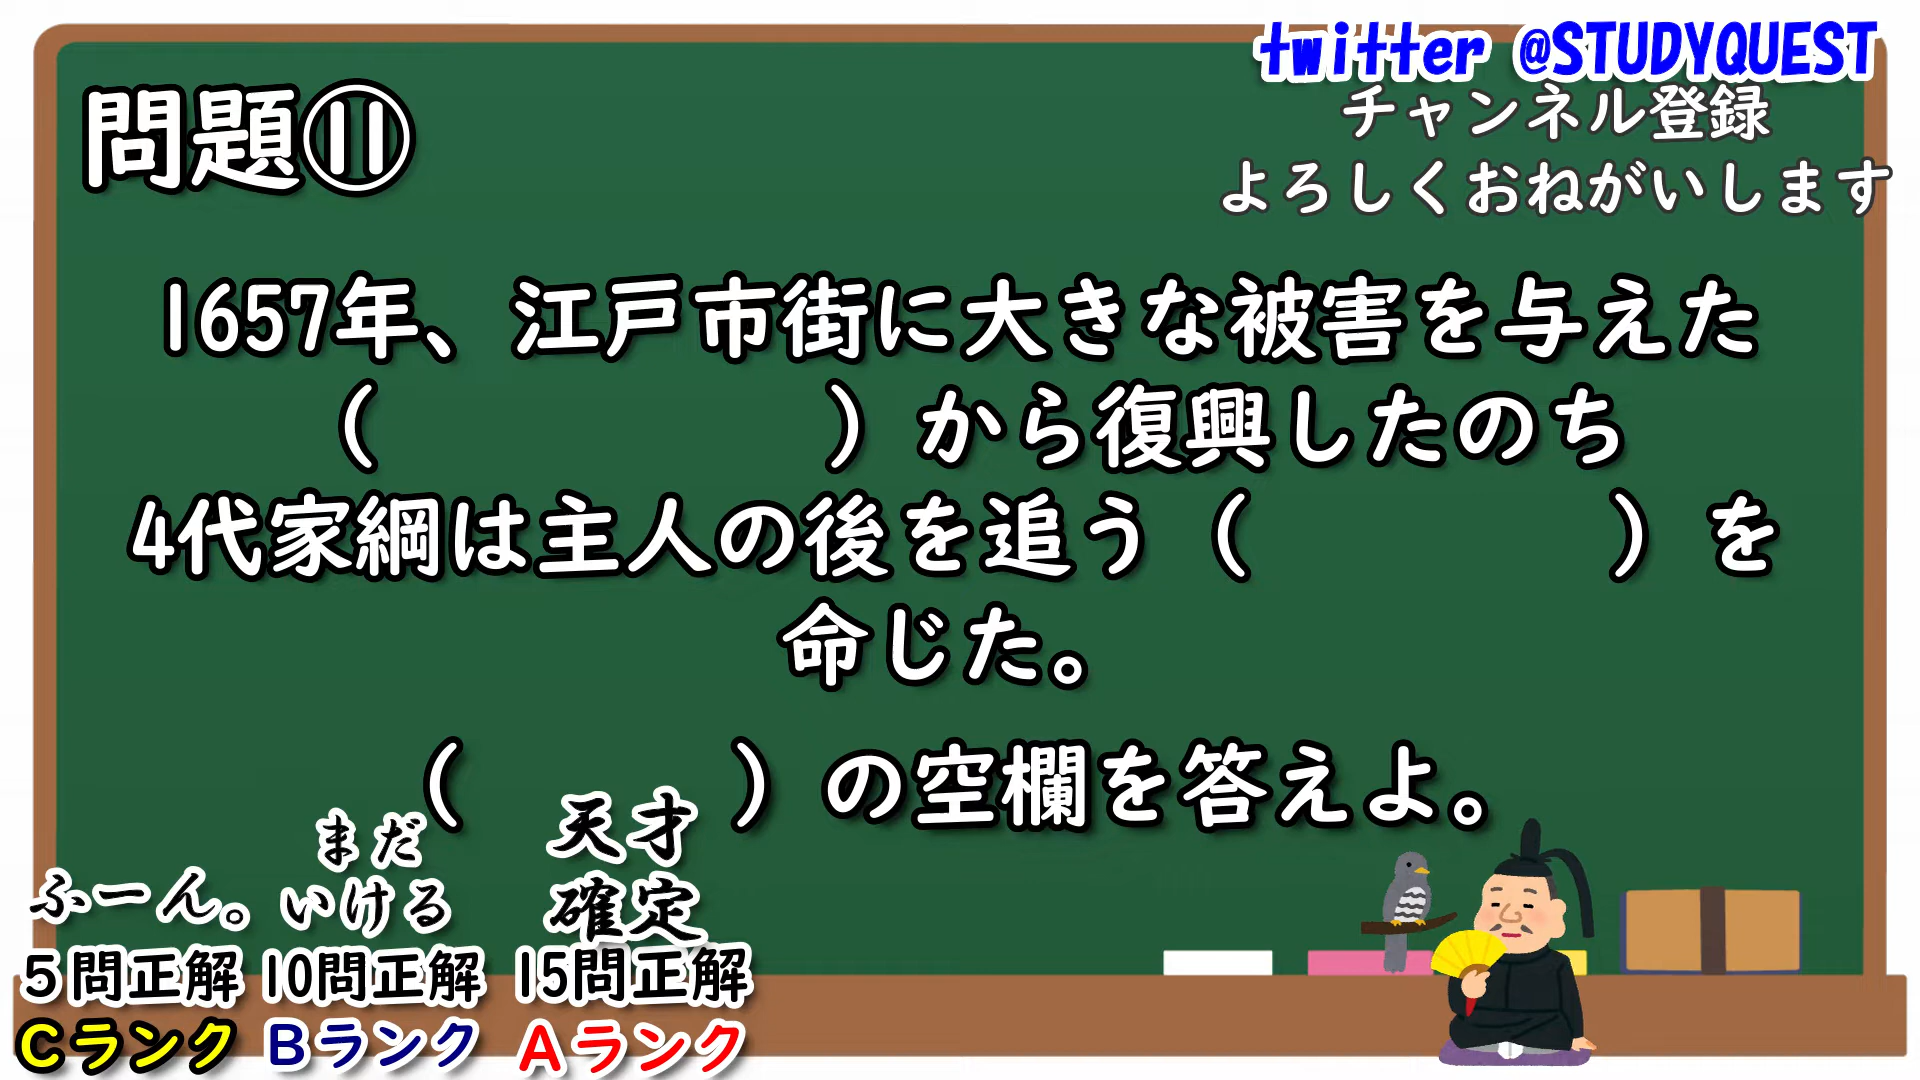 twitter @STUDYQUEST
チャンネル登録
よろしくおねがいします
問題⑪
1657年、江戸市街に大きな被害を与えた
(　　　　　)から復興したのち
4代家綱は主人の後を追う(　　　　)を
命じた。
(　　　)の空欄を答えよ。
ふーん。
5問正解
Cランク
まだ
いける
10問正解
Bランク
天才
確定
15問正解
Aランク